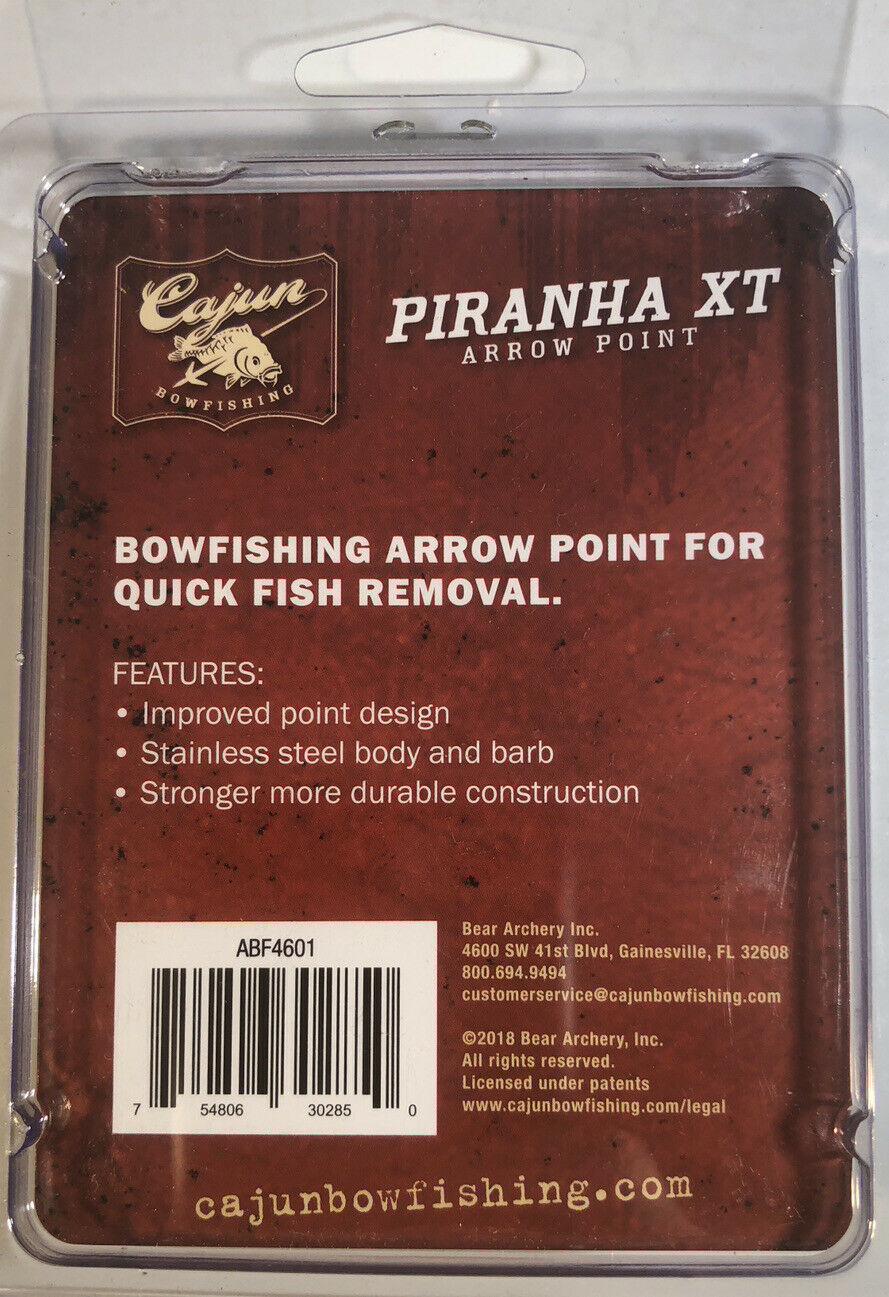 Cajun
BOWFISHING
PIRANHA XT
ARROW POINT
BOWFISHING ARROW POINT FOR
QUICK FISH REMOVAL.
FEATURES:
• Improved point design
• Stainless steel body and barb
• Stronger more durable construction
ABF4601
7 54806 30285 0
Bear Archery Inc.
4600 SW 41st Blvd, Gainesville, FL 32608
800.694.9494
customerservice@cajunbowfishing.com
©2018 Bear Archery, Inc.
All rights reserved.
Licensed under patents
www.cajunbowfishing.com/legal
cajunbowfishing.com